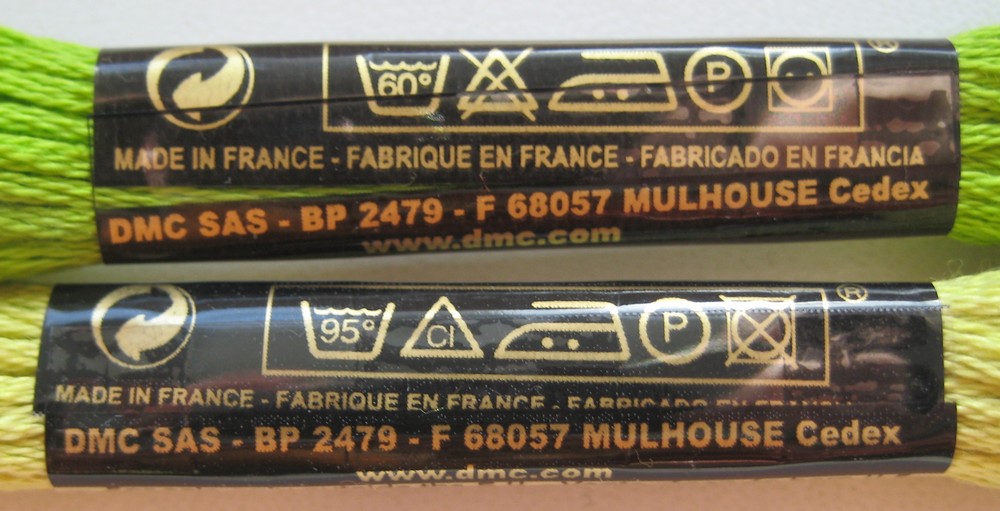 60° P ®
MADE IN FRANCE - FABRIQUE EN FRANCE - FABRICADO EN FRANCIA
DMC SAS - BP 2479 - F 68057 MULHOUSE Cedex
www.dmc.com
95° Cl P ®
MADE IN FRANCE - FABRIQUE EN FRANCE - FABRICADO EN
DMC SAS - BP 2479 - F 68057 MULHOUSE Cedex
www.dmc.com